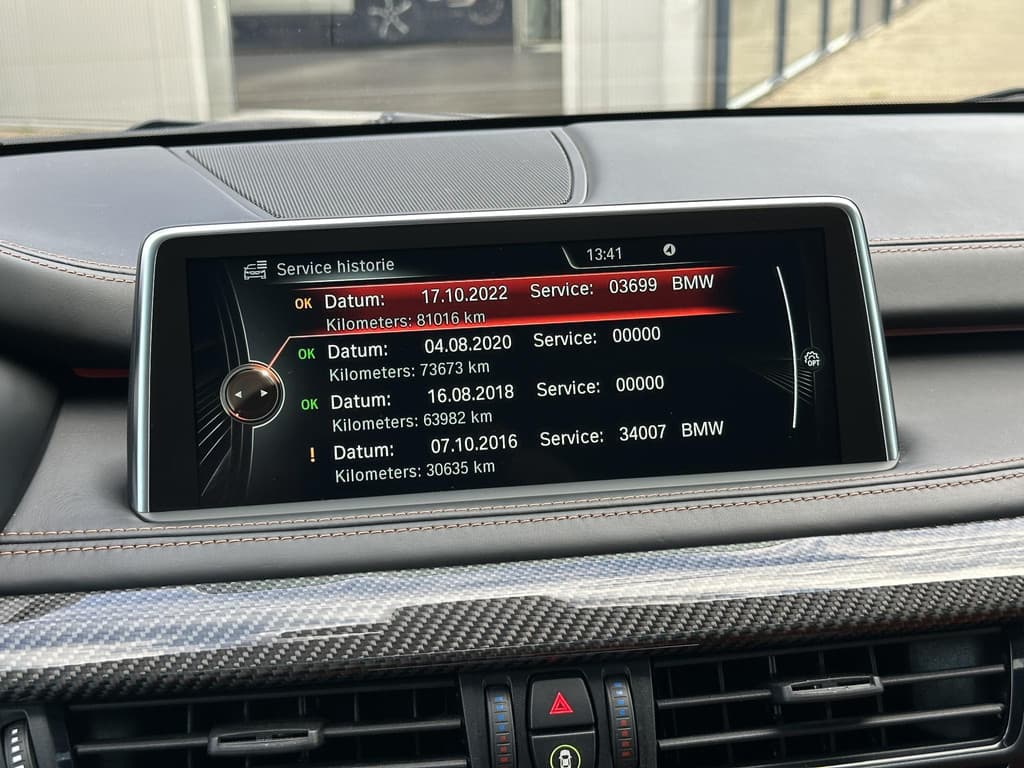 Service historie
13:41
OK Datum: 17.10.2022 Service: 03699 BMW
Kilometers: 81016 km
OK Datum: 04.08.2020 Service: 00000
Kilometers: 73673 km
OK Datum: 16.08.2018 Service: 00000
Kilometers: 63982 km
! Datum: 07.10.2016 Service: 34007 BMW
Kilometers: 30635 km
OPT